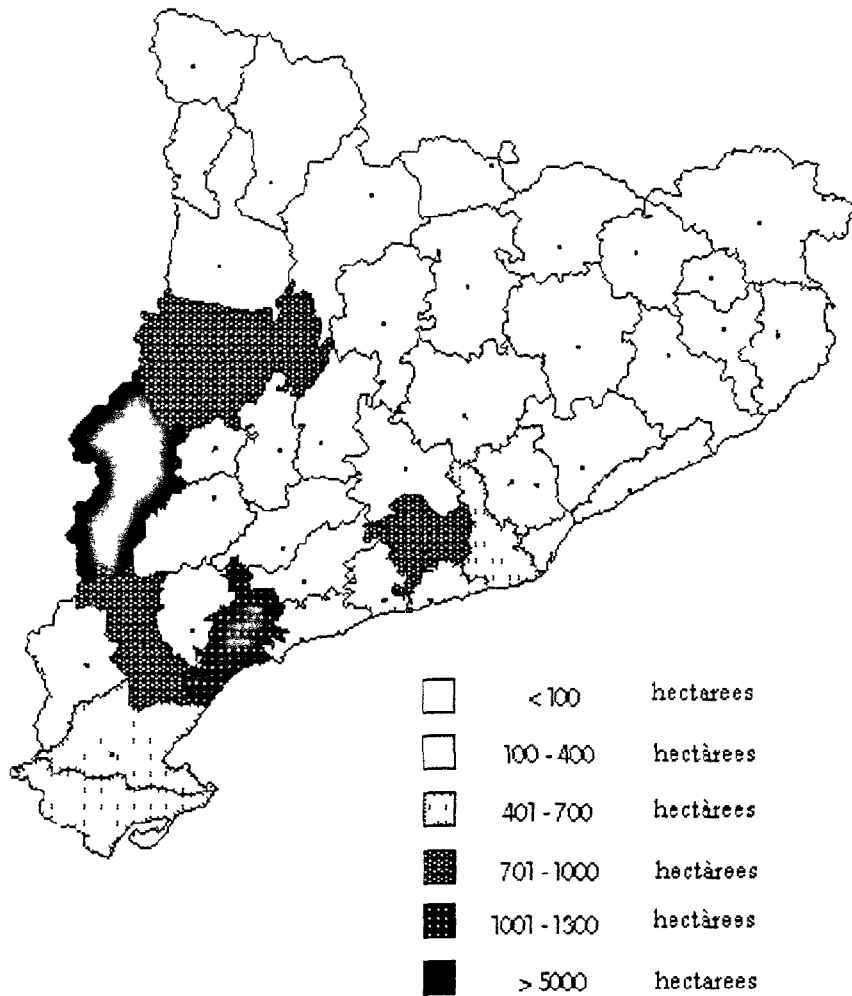 < 100 hectarees
100 - 400 hectàrees
401 - 700 hectàrees
701 - 1000 hectàrees
1001 - 1300 hectàrees
> 5000 hectarees